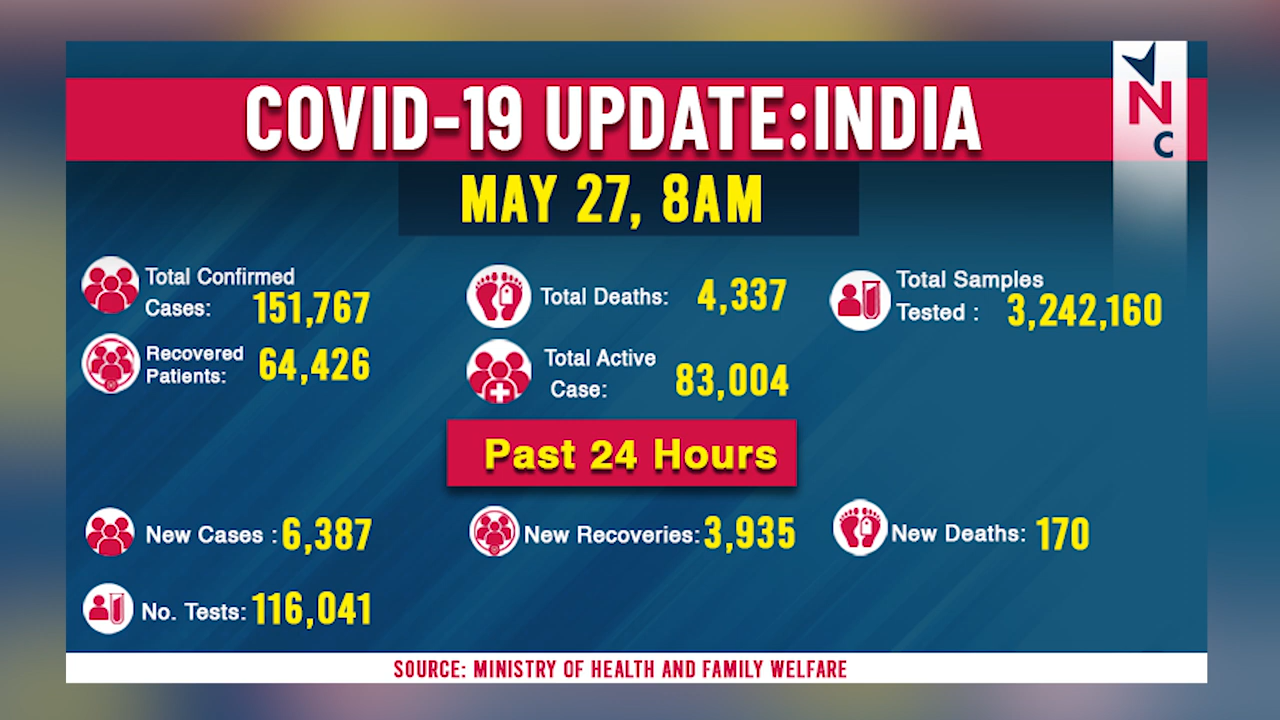 COVID-19 UPDATE:INDIA
N
C
MAY 27, 8AM
Total Confirmed
Cases: 151,767
Total Deaths: 4,337
Total Samples
Tested : 3,242,160
Recovered
Patients: 64,426
Total Active
Case: 83,004
Past 24 Hours
New Cases : 6,387
New Recoveries: 3,935
New Deaths: 170
No. Tests: 116,041
SOURCE: MINISTRY OF HEALTH AND FAMILY WELFARE